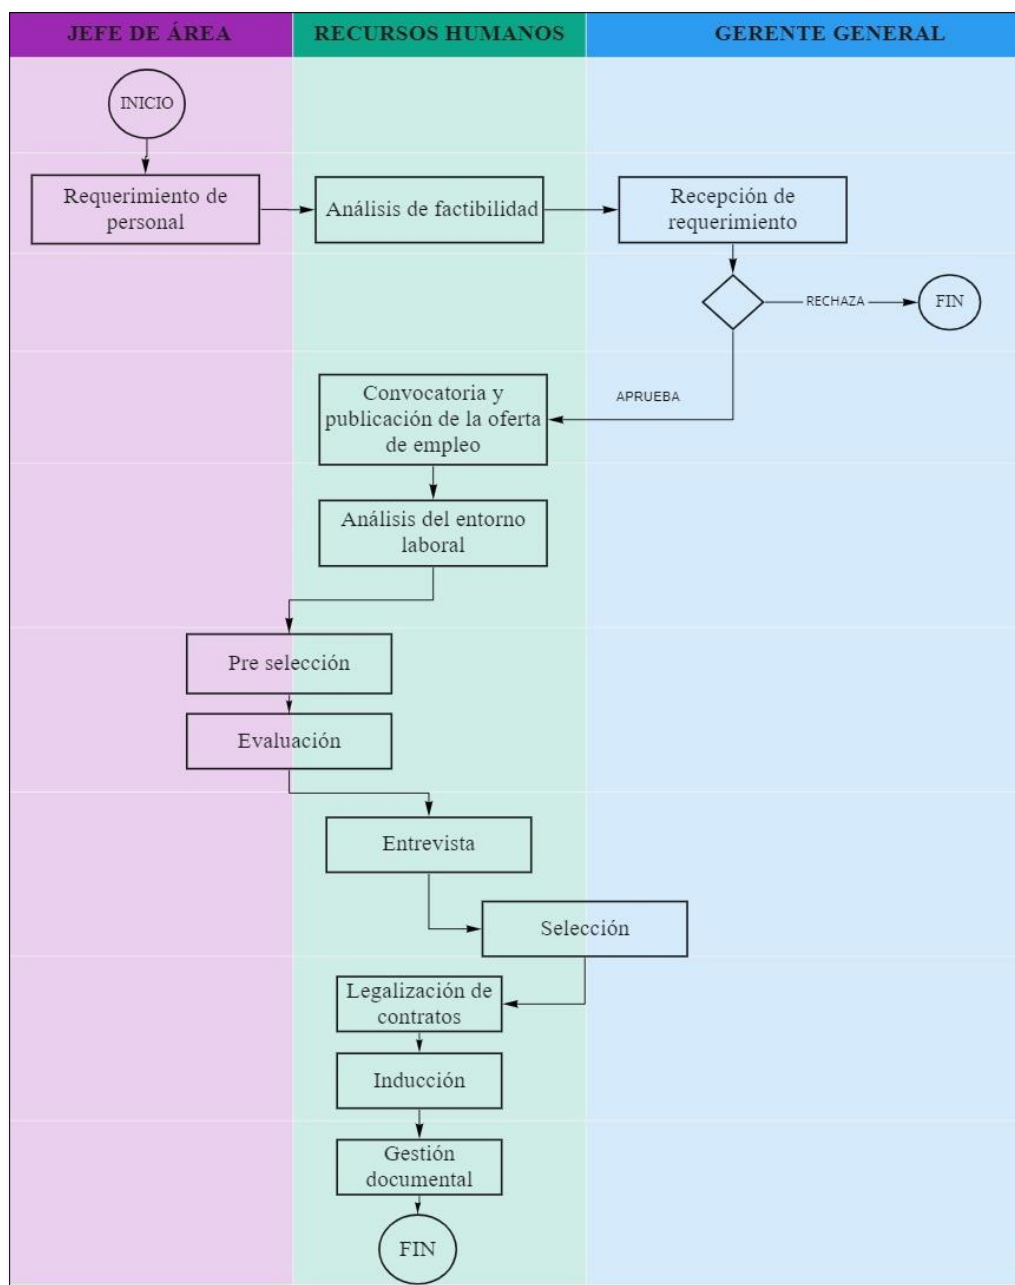 JEFE DE ÁREA
RECURSOS HUMANOS
GERENTE GENERAL
INICIO
Requerimiento de
personal
Análisis de factibilidad
Recepción de
requerimiento
RECHAZA
FIN
APRUEBA
Convocatoria y
publicación de la oferta
de empleo
Análisis del entorno
laboral
Pre selección
Evaluación
Entrevista
Selección
Legalización de
contratos
Inducción
Gestión
documental
FIN